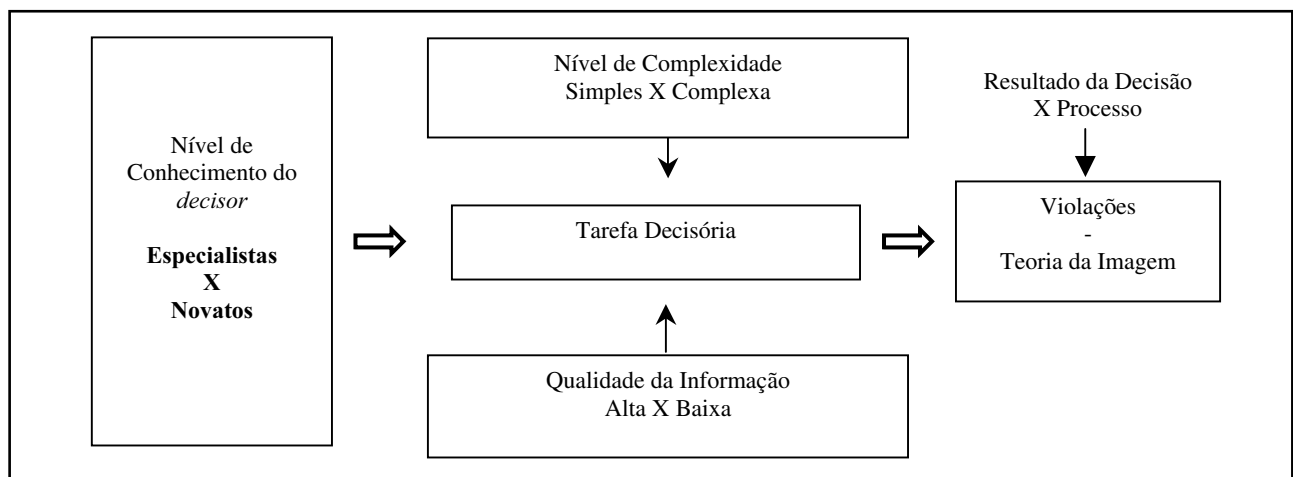 Nível de
Conhecimento do
decisor
Especialistas
X
Novatos
Nível de Complexidade
Simples X Complexa
Tarefa Decisória
Qualidade da Informação
Alta X Baixa
Resultado da Decisão
X Processo
Violações
-
Teoria da Imagem